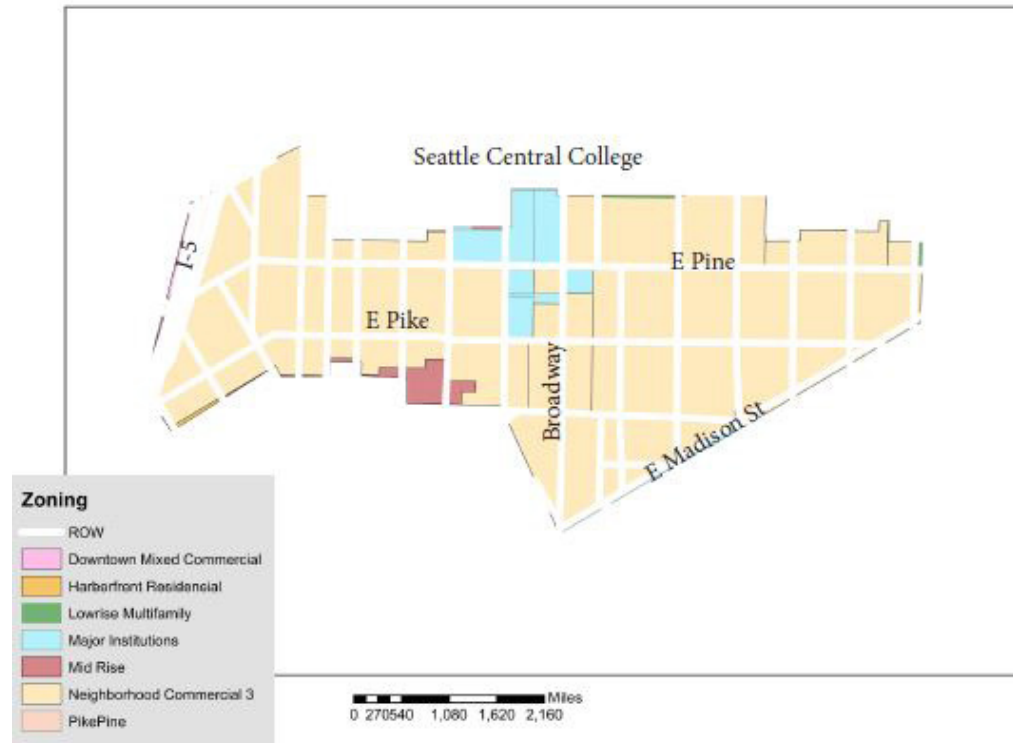 Seattle Central College
I-5
E Pine
E Pike
Broadway
E Madison St
Zoning
ROW
Downtown Mixed Commercial
Harberfrent Residencial
Lowrise Multifamily
Major Institutions
Mid Rise
Neighborhood Commercial 3
PikePine
Miles
0 270540 1,080 1,620 2,160